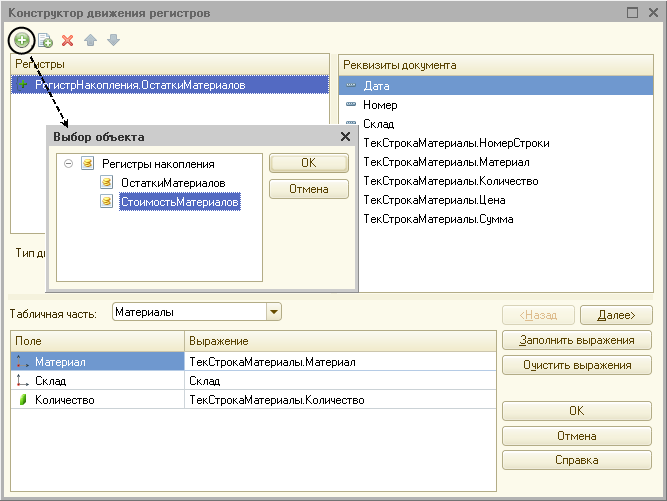 Конструктор движения регистров
Регистры
Реквизиты документа
РегистрНакопления.ОстаткиМатериалов
Дата
Номер
Склад
ТекСтрокаМатериалы.НомерСтроки
ТекСтрокаМатериалы.Материал
ТекСтрокаМатериалы.Количество
ТекСтрокаМатериалы.Цена
ТекСтрокаМатериалы.Сумма
Выбор объекта
Регистры накопления
ОстаткиМатериалов
СтоимостьМатериалов
OK
Отмена
Тип д
Табличная часть:
Материалы
<Назад
Далее>
Поле
Выражение
Материал
ТекСтрокаМатериалы.Материал
Склад
Склад
Количество
ТекСтрокаМатериалы.Количество
Заполнить выражения
Очистить выражения
OK
Отмена
Справка